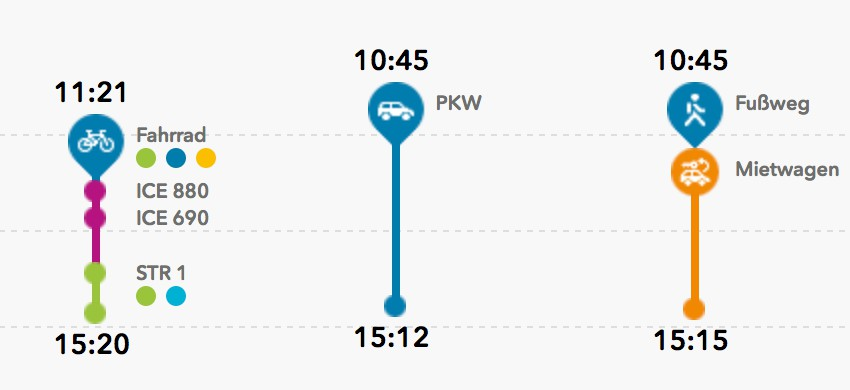 11:21
Fahrrad
ICE 880
ICE 690
STR 1
15:20
10:45
PKW
15:12
10:45
Fußweg
Mietwagen
15:15